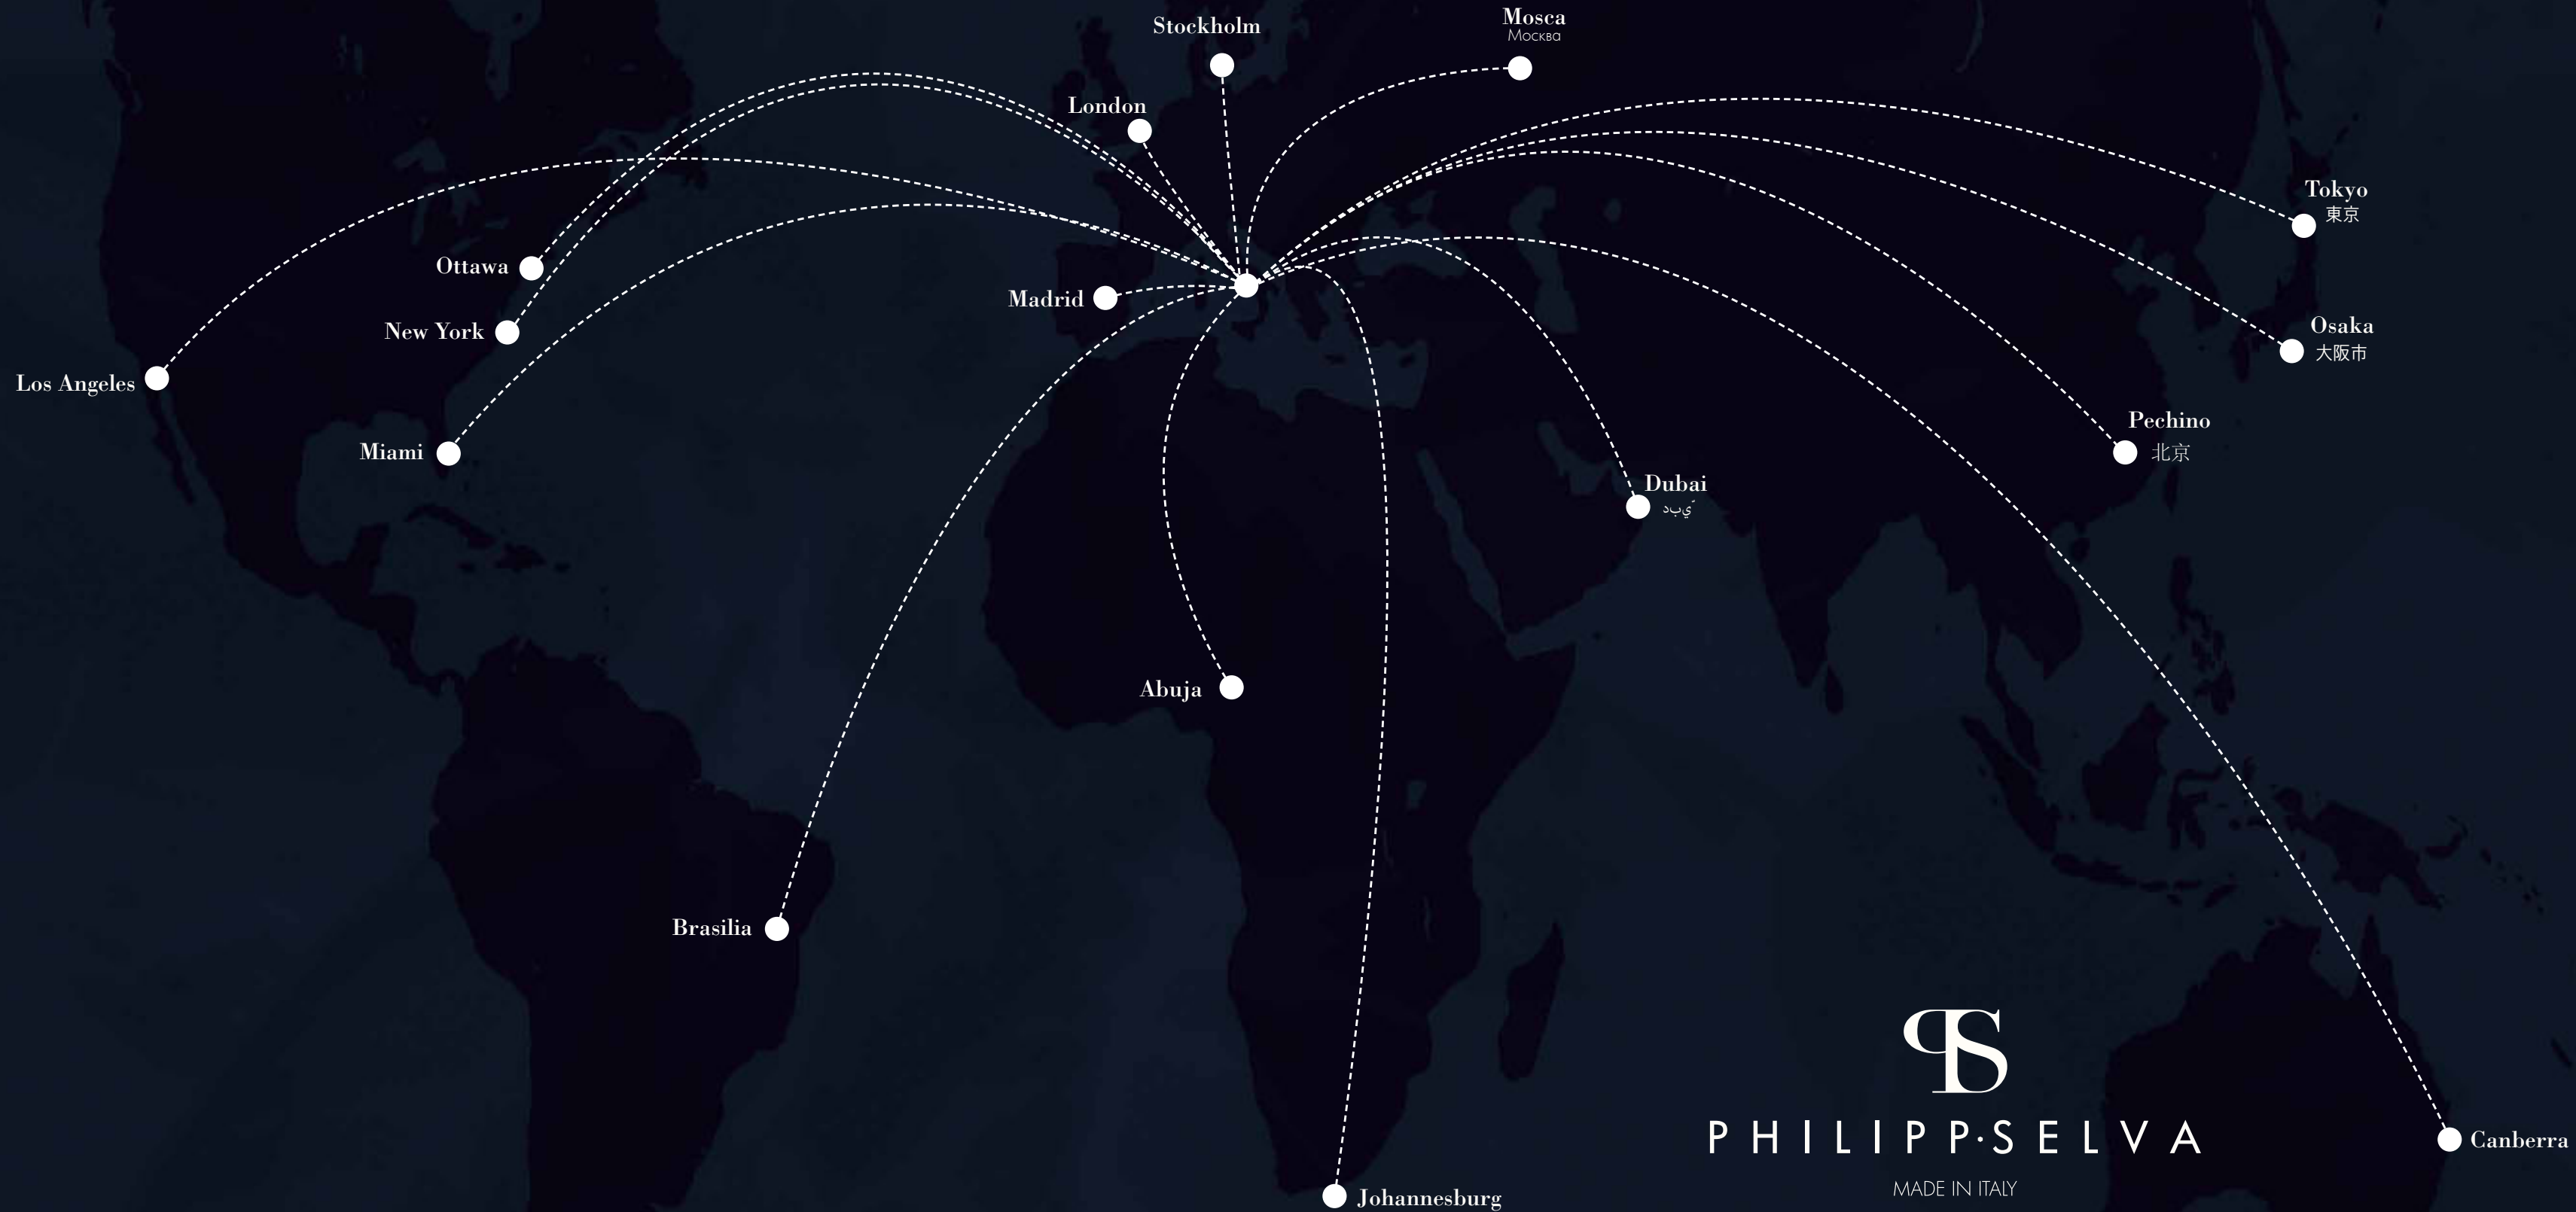 Stockholm
Mosca
Москва
London
Tokyo
東京
Ottawa
Madrid
New York
Osaka
大阪市
Los Angeles
Pechino
北京
Miami
Dubai
دبيّ
Abuja
Brasilia
PS
PHILIPP·SELVA
Canberra
MADE IN ITALY
Johannesburg